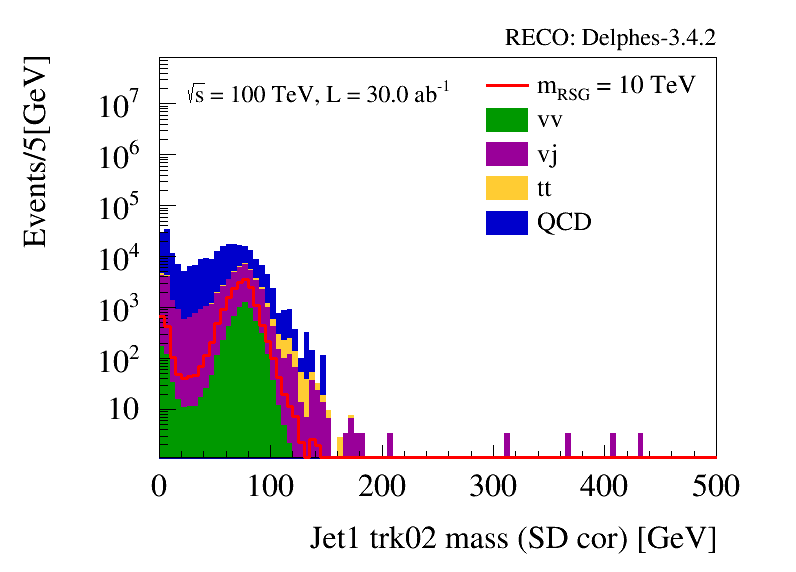 RECO: Delphes-3.4.2
√s = 100 TeV, L = 30.0 ab⁻¹
m_RSG = 10 TeV
vv
vj
tt
QCD
Events/5[GeV]
10⁷
10⁶
10⁵
10⁴
10³
10²
10
0 100 200 300 400 500
Jet1 trk02 mass (SD cor) [GeV]